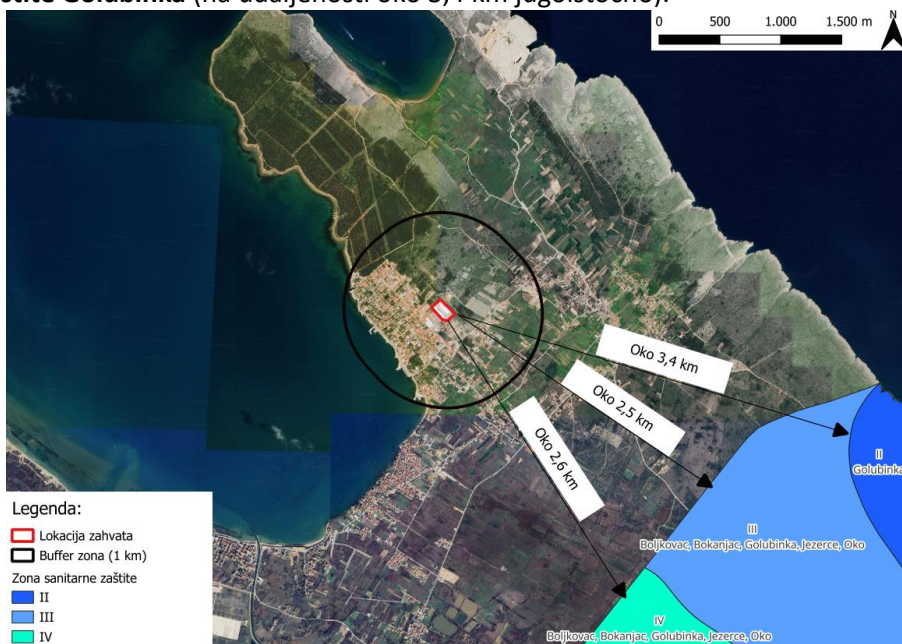 stite Golubinka (na udaljenosti oko 3,4 km jugoistočno).
0 500 1.000 1.500 m
N
Oko 3,4 km
Oko 2,5 km
Oko 2,6 km
II
Golubinka
III
Boljkovac, Bokanjac, Golubinka, Jezerce, Oko
IV
Boljkovac, Bokanjac, Golubinka, Jezerce, Oko
Legenda:
Lokacija zahvata
Buffer zona (1 km)
Zona sanitarne zaštite
II
III
IV